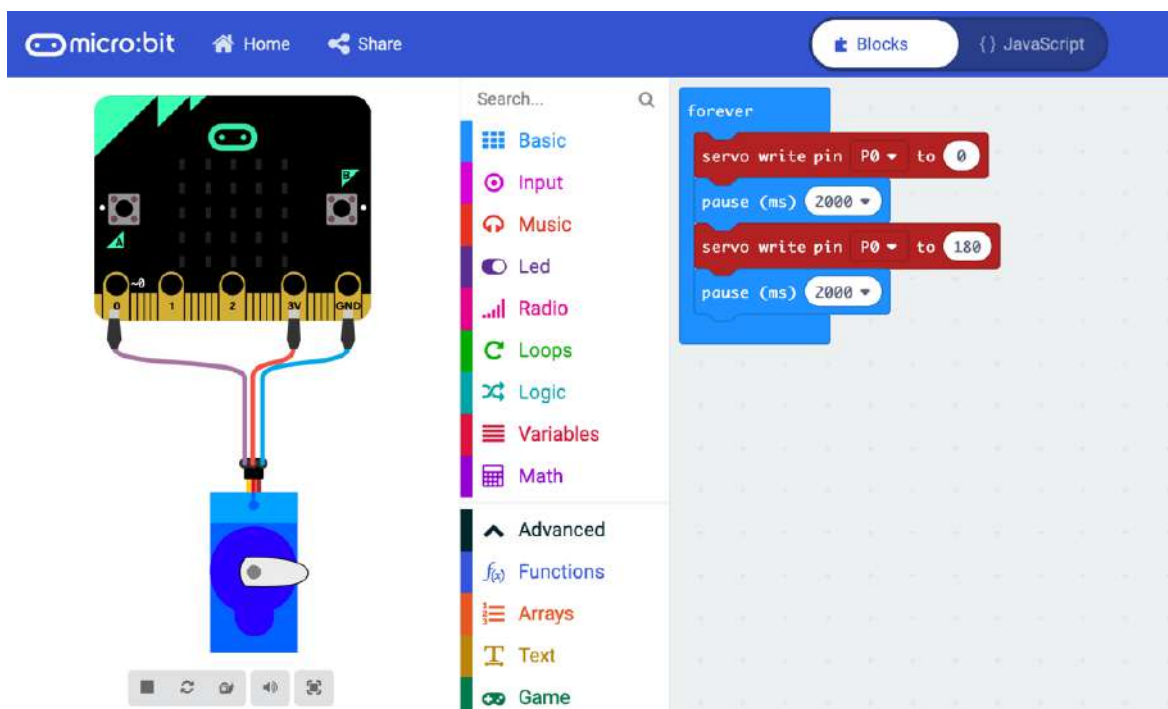 micro:bit Home Share Blocks {} JavaScript
B
A
~0
0 1 2 3V GND
Search...
Basic
Input
Music
Led
Radio
Loops
Logic
Variables
Math
Advanced
f(x) Functions
Arrays
T Text
Game
forever
servo write pin P0 to 0
pause (ms) 2000
servo write pin P0 to 180
pause (ms) 2000